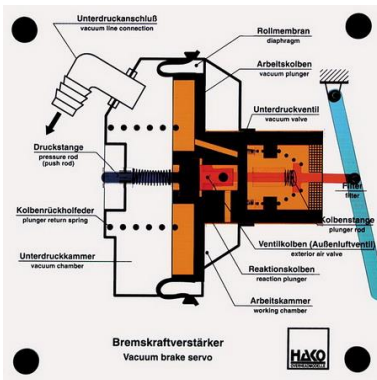 Unterdruckanschluß
vacuum line connection
Rollmembran
diaphragm
Arbeitskolben
vacuum plunger
Unterdruckventil
vacuum valve
Druckstange
pressure rod
(push rod)
Filter
filter
Kolbenrückholfeder
plunger return spring
Kolbenstange
plunger rod
Ventilkolben (Außenluftventil)
exterior air valve
Unterdruckkammer
vacuum chamber
Reaktionskolben
reaction plunger
Arbeitskammer
working chamber
Bremskraftverstärker
Vacuum brake servo
HAKO